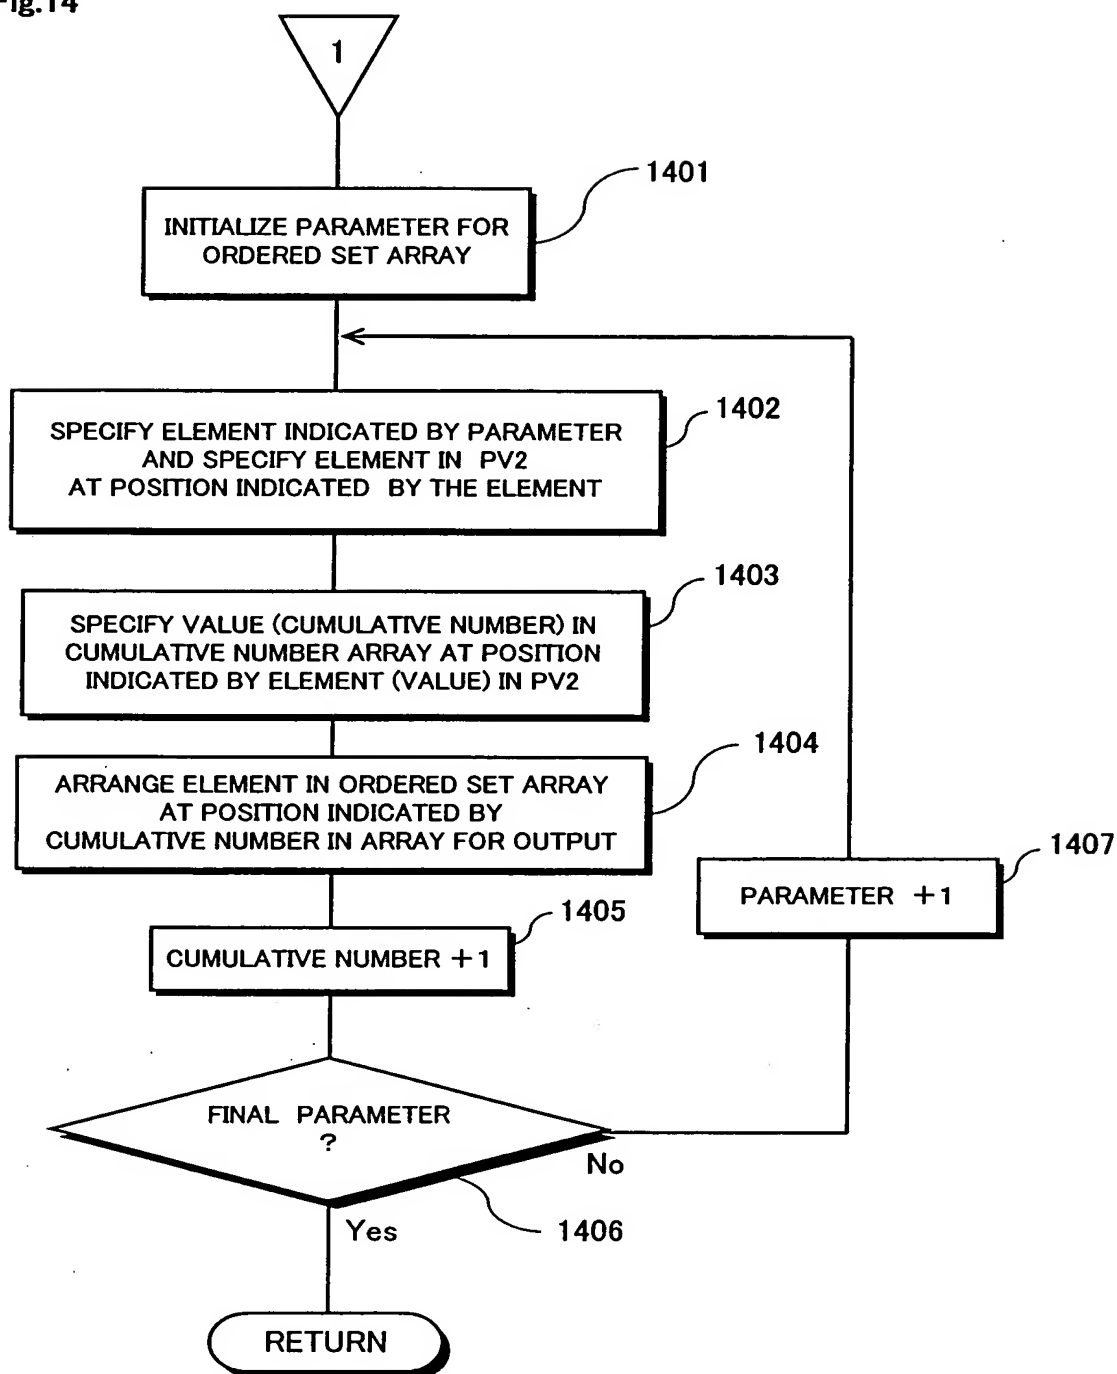 Fig.14
1
1401
INITIALIZE PARAMETER FOR
ORDERED SET ARRAY
1402
SPECIFY ELEMENT INDICATED BY PARAMETER
AND SPECIFY ELEMENT IN PV2
AT POSITION INDICATED BY THE ELEMENT
1403
SPECIFY VALUE (CUMULATIVE NUMBER) IN
CUMULATIVE NUMBER ARRAY AT POSITION
INDICATED BY ELEMENT (VALUE) IN PV2
1404
ARRANGE ELEMENT IN ORDERED SET ARRAY
AT POSITION INDICATED BY
CUMULATIVE NUMBER IN ARRAY FOR OUTPUT
1407
PARAMETER +1
1405
CUMULATIVE NUMBER +1
FINAL PARAMETER
?
No
Yes
1406
RETURN